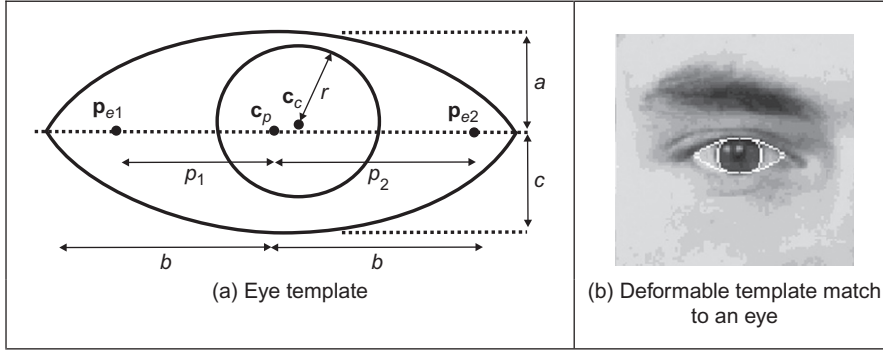 a
r
c_c
c_p
p_e1
p_e2
p_1
p_2
c
b
b
(a) Eye template
(b) Deformable template match
to an eye